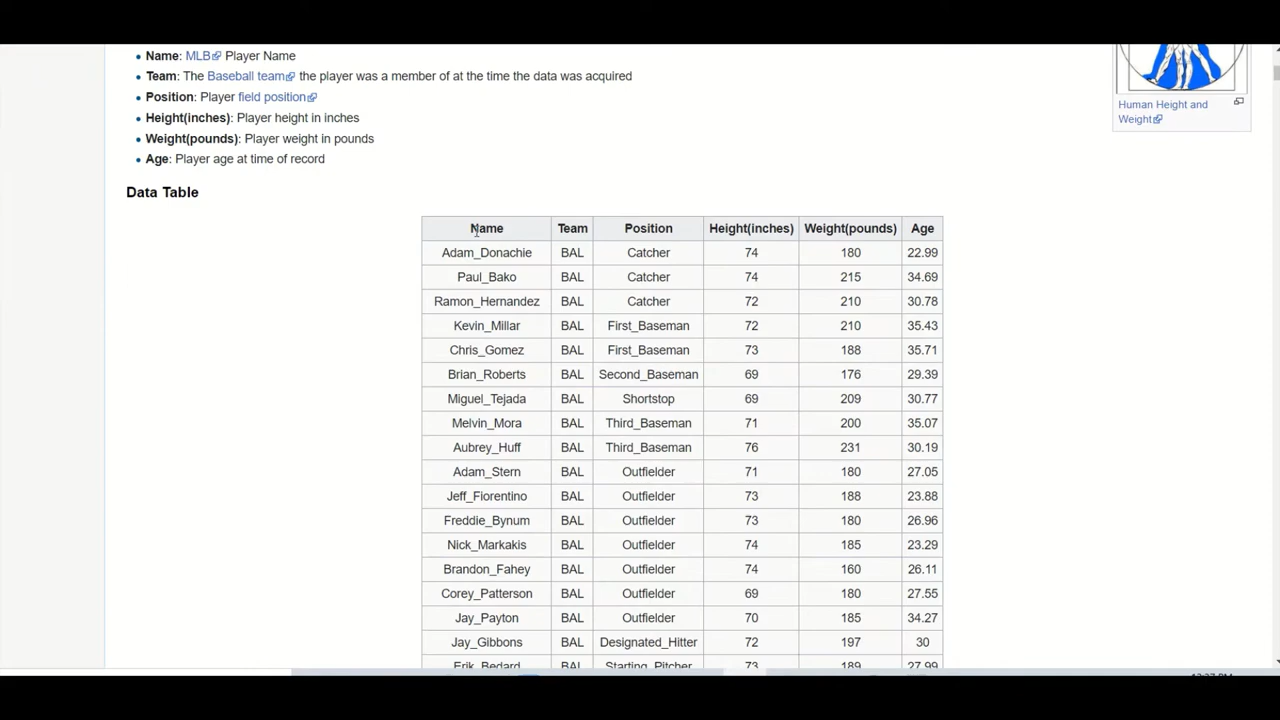 Name: MLB Player Name
Team: The Baseball team the player was a member of at the time the data was acquired
Position: Player field position
Height(inches): Player height in inches
Weight(pounds): Player weight in pounds
Age: Player age at time of record
Human Height and
Weight
Data Table
Name Team Position Height(inches) Weight(pounds) Age
Adam_Donachie BAL Catcher 74 180 22.99
Paul_Bako BAL Catcher 74 215 34.69
Ramon_Hernandez BAL Catcher 72 210 30.78
Kevin_Millar BAL First_Baseman 72 210 35.43
Chris_Gomez BAL First_Baseman 73 188 35.71
Brian_Roberts BAL Second_Baseman 69 176 29.39
Miguel_Tejada BAL Shortstop 69 209 30.77
Melvin_Mora BAL Third_Baseman 71 200 35.07
Aubrey_Huff BAL Third_Baseman 76 231 30.19
Adam_Stern BAL Outfielder 71 180 27.05
Jeff_Fiorentino BAL Outfielder 73 188 23.88
Freddie_Bynum BAL Outfielder 73 180 26.96
Nick_Markakis BAL Outfielder 74 185 23.29
Brandon_Fahey BAL Outfielder 74 160 26.11
Corey_Patterson BAL Outfielder 69 180 27.55
Jay_Payton BAL Outfielder 70 185 34.27
Jay_Gibbons BAL Designated_Hitter 72 197 30
Erik_Bedard BAL Starting_Pitcher 73 189 27.99